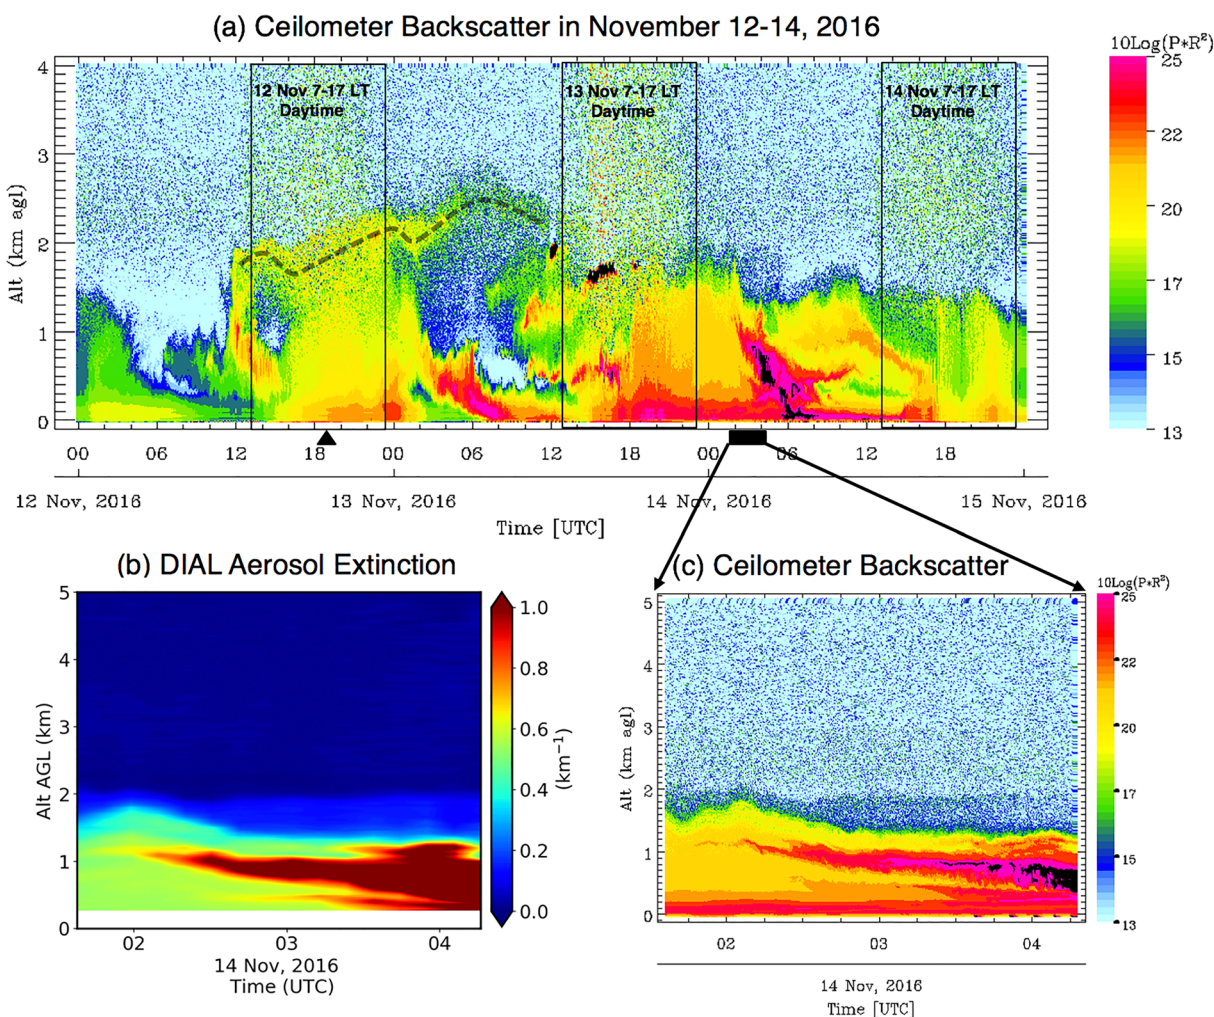 (a) Ceilometer Backscatter in November 12-14, 2016
10Log(P*R²)
12 Nov 7-17 LT
Daytime
13 Nov 7-17 LT
Daytime
14 Nov 7-17 LT
Daytime
Alt (km agl)
4
3
2
1
0
25
22
20
17
15
13
00 06 12 18 00 06 12 18 00 06 12 18 00
12 Nov, 2016 13 Nov, 2016 14 Nov, 2016 15 Nov, 2016
Time [UTC]
(b) DIAL Aerosol Extinction
Alt AGL (km)
5
4
3
2
1
0
1.0
0.8
0.6
0.4
0.2
0.0
(km⁻¹)
02 03 04
14 Nov, 2016
Time (UTC)
(c) Ceilometer Backscatter
10Log(P*R²)
Alt (km agl)
5
4
3
2
1
0
25
22
20
17
15
13
02 03 04
14 Nov, 2016
Time [UTC]